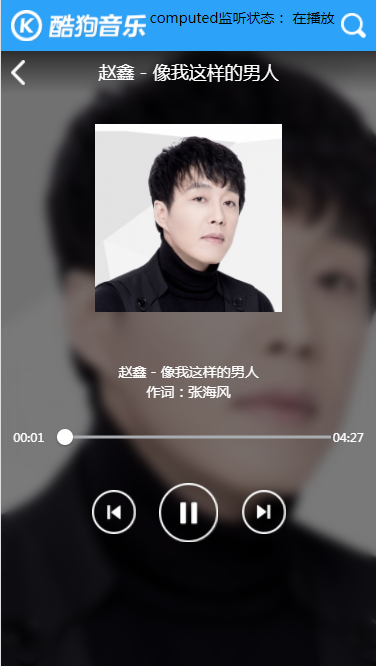 酷狗音乐 computed监听状态： 在播放
赵鑫 - 像我这样的男人
赵鑫 - 像我这样的男人
作词：张海风
00:01 04:27